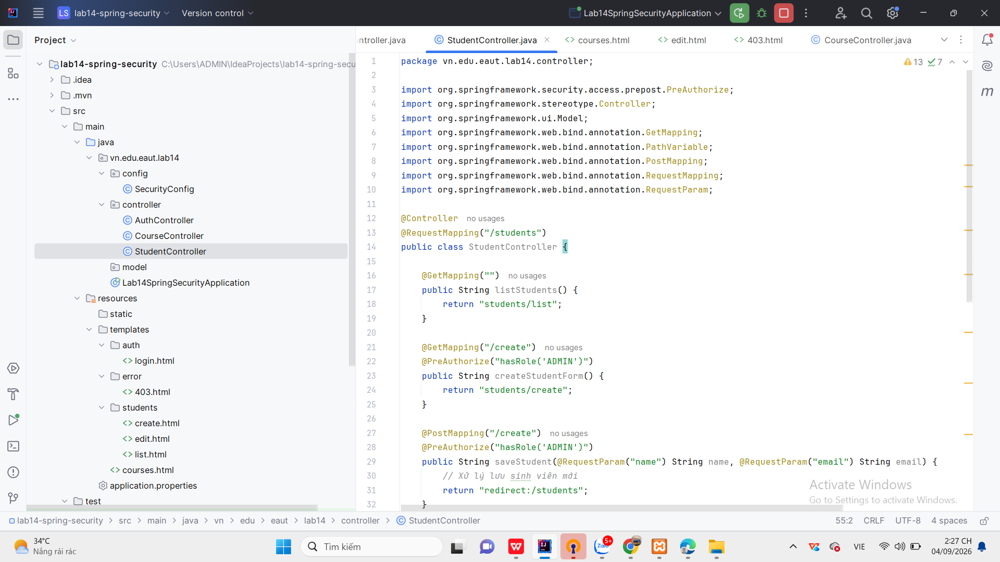 LS lab14-spring-security Version control Lab14SpringSecurityApplication
Project
ntroller.java StudentController.java courses.html edit.html 403.html CourseController.java
lab14-spring-security C:\Users\ADMIN\IdeaProjects\lab14-spring-secu
.idea
.mvn
src
main
java
vn.edu.eaut.lab14
config
SecurityConfig
controller
AuthController
CourseController
StudentController
model
Lab14SpringSecurityApplication
resources
static
templates
auth
login.html
error
403.html
students
create.html
edit.html
list.html
courses.html
application.properties
test
13 7
1 package vn.edu.eaut.lab14.controller;
2
3 import org.springframework.security.access.prepost.PreAuthorize;
4 import org.springframework.stereotype.Controller;
5 import org.springframework.ui.Model;
6 import org.springframework.web.bind.annotation.GetMapping;
7 import org.springframework.web.bind.annotation.PathVariable;
8 import org.springframework.web.bind.annotation.PostMapping;
9 import org.springframework.web.bind.annotation.RequestMapping;
10 import org.springframework.web.bind.annotation.RequestParam;
11
12 @Controller no usages
13 @RequestMapping("/students")
14 public class StudentController {
15
16 @GetMapping("") no usages
17 public String listStudents() {
18 return "students/list";
19 }
20
21 @GetMapping("/create") no usages
22 @PreAuthorize("hasRole('ADMIN')")
23 public String createStudentForm() {
24 return "students/create";
25 }
26
27 @PostMapping("/create") no usages
28 @PreAuthorize("hasRole('ADMIN')")
29 public String saveStudent(@RequestParam("name") String name, @RequestParam("email") String email) {
30 // Xử lý lưu sinh viên mới
31 return "redirect:/students";
32 }
Activate Windows
Go to Settings to activate Windows.
lab14-spring-security > src > main > java > vn > edu > eaut > lab14 > controller > StudentController 55:2 CRLF UTF-8 4 spaces
34°C
Nắng rải rác
Tìm kiếm
Zalo 5+
VIE
2:27 CH
04/09/2026